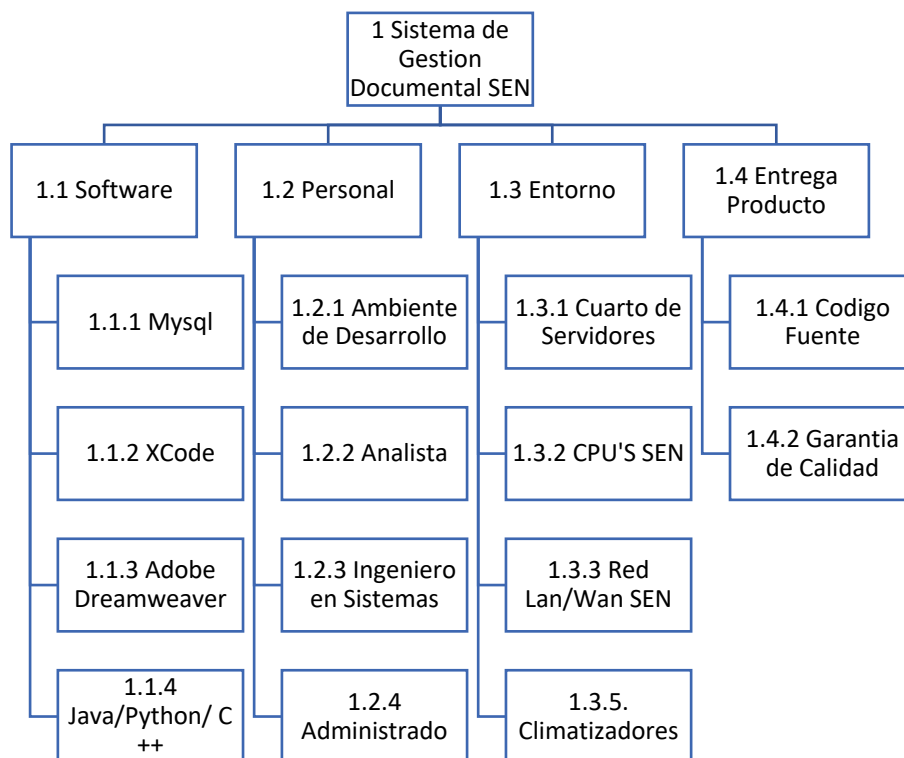 1 Sistema de
Gestion
Documental SEN
1.1 Software
1.2 Personal
1.3 Entorno
1.4 Entrega
Producto
1.1.1 Mysql
1.2.1 Ambiente
de Desarrollo
1.3.1 Cuarto de
Servidores
1.4.1 Codigo
Fuente
1.1.2 XCode
1.2.2 Analista
1.3.2 CPU'S SEN
1.4.2 Garantia
de Calidad
1.1.3 Adobe
Dreamweaver
1.2.3 Ingeniero
en Sistemas
1.3.3 Red
Lan/Wan SEN
1.1.4
Java/Python/ C
++
1.2.4
Administrado
1.3.5.
Climatizadores